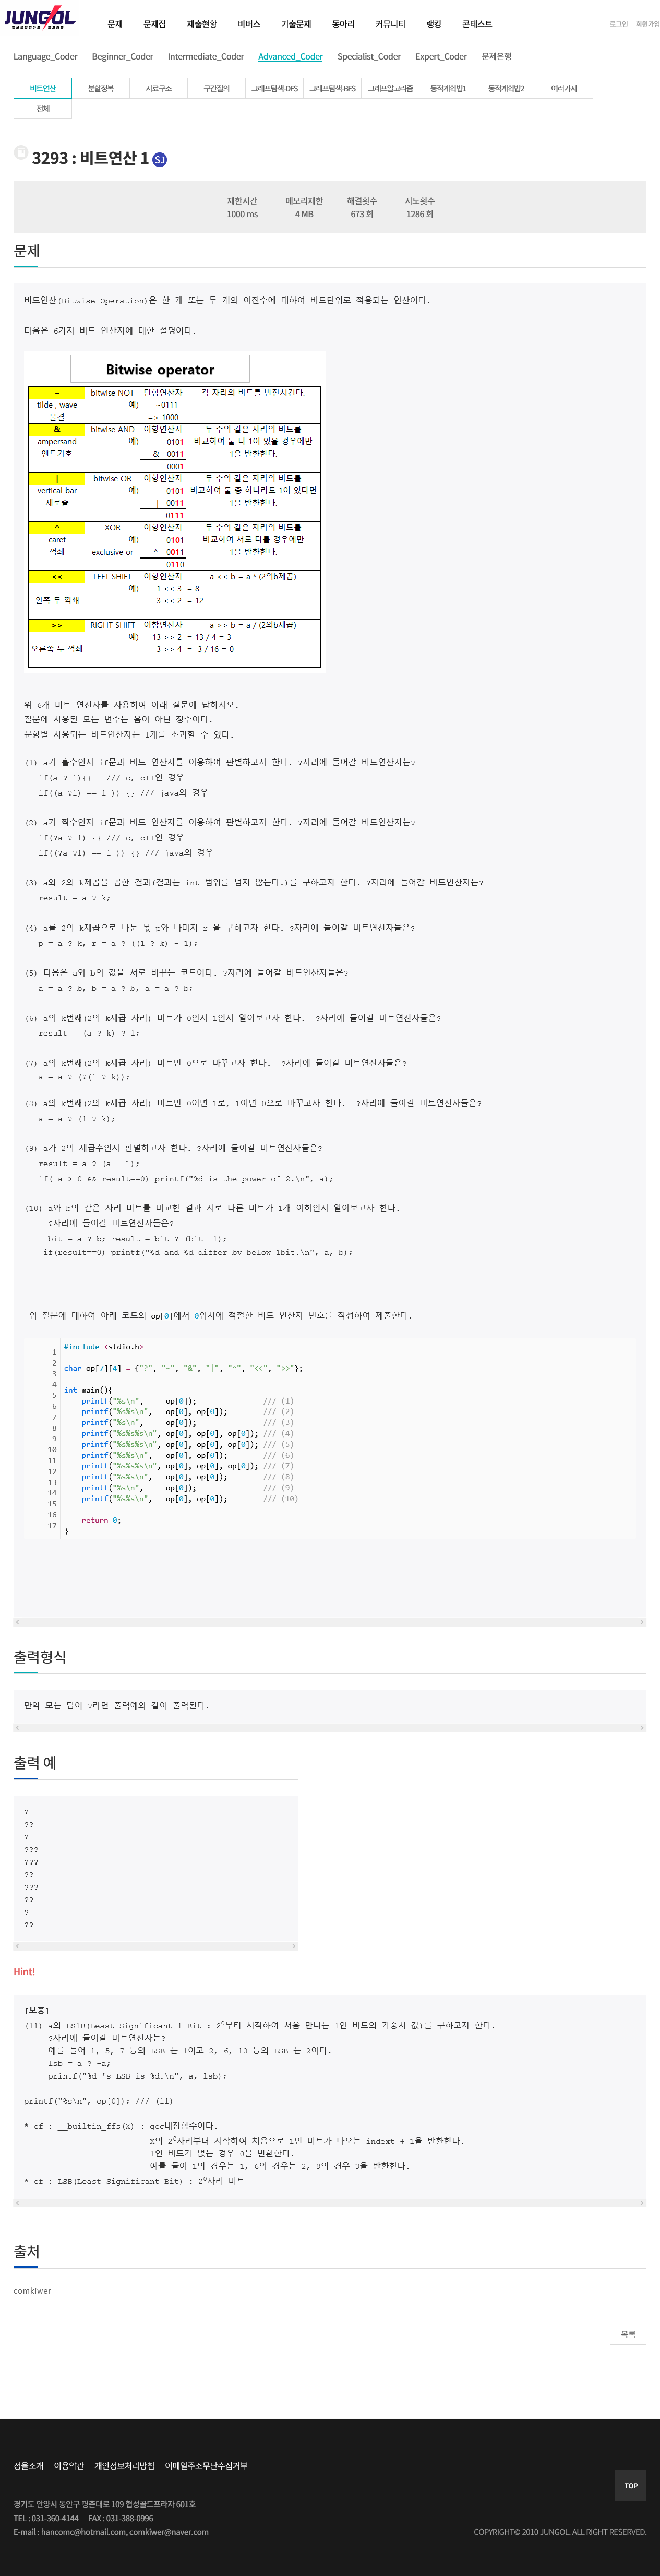 JUNGOL
문제 문제집 제출현황 비버스 기출문제 동아리 커뮤니티 랭킹 콘테스트
로그인 회원가입
Language_Coder Beginner_Coder Intermediate_Coder Advanced_Coder Specialist_Coder Expert_Coder 문제은행
비트연산 분할정복 자료구조 구간질의 그래프탐색-DFS 그래프탐색-BFS 그래프알고리즘 동적계획법1 동적계획법2 여러가지
전체
3293 : 비트연산 1 SJ
제한시간 메모리제한 해결횟수 시도횟수
1000 ms 4 MB 673 회 1286 회
문제
비트연산(Bitwise Operation)은 한 개 또는 두 개의 이진수에 대하여 비트단위로 적용되는 연산이다.
다음은 6가지 비트 연산자에 대한 설명이다.
Bitwise operator
~ bitwise NOT 단항연산자 각 자리의 비트를 반전시킨다.
tilde , wave 예) ~0111
물결 => 1000
& bitwise AND 이항연산자 두 수의 같은 자리의 비트를
ampersand 예) 0101 비교하여 둘 다 1이 있을 경우에만
앤드기호 & 0011 1을 반환한다.
0001
| bitwise OR 이항연산자 두 수의 같은 자리의 비트를
vertical bar 예) 0101 비교하여 둘 중 하나라도 1이 있다면
세로줄 | 0011 1을 반환한다.
0111
^ XOR 이항연산자 두 수의 같은 자리의 비트를
caret 예) 0101 비교하여 서로 다를 경우에만
꺽쇄 exclusive or ^ 0011 1을 반환한다.
0110
<< LEFT SHIFT 이항연산자 a << b = a * (2의b제곱)
예) 1 << 3 = 8
왼쪽 두 꺽쇄 3 << 2 = 12
>> RIGHT SHIFT 이항연산자 a >> b = a / (2의b제곱)
예) 13 >> 2 = 13 / 4 = 3
오른쪽 두 꺽쇄 3 >> 4 = 3 / 16 = 0
위 6개 비트 연산자를 사용하여 아래 질문에 답하시오.
질문에 사용된 모든 변수는 음이 아닌 정수이다.
문항별 사용되는 비트연산자는 1개를 초과할 수 있다.
(1) a가 홀수인지 if문과 비트 연산자를 이용하여 판별하고자 한다. ?자리에 들어갈 비트연산자는?
if(a ? 1){} /// c, c++인 경우
if((a ?1) == 1 )) {} /// java의 경우
(2) a가 짝수인지 if문과 비트 연산자를 이용하여 판별하고자 한다. ?자리에 들어갈 비트연산자는?
if(?a ? 1) {} /// c, c++인 경우
if((?a ?1) == 1 )) {} /// java의 경우
(3) a와 2의 k제곱을 곱한 결과(결과는 int 범위를 넘지 않는다.)를 구하고자 한다. ?자리에 들어갈 비트연산자는?
result = a ? k;
(4) a를 2의 k제곱으로 나눈 몫 p와 나머지 r 을 구하고자 한다. ?자리에 들어갈 비트연산자들은?
p = a ? k, r = a ? ((1 ? k) - 1);
(5) 다음은 a와 b의 값을 서로 바꾸는 코드이다. ?자리에 들어갈 비트연산자들은?
a = a ? b, b = a ? b, a = a ? b;
(6) a의 k번째(2의 k제곱 자리) 비트가 0인지 1인지 알아보고자 한다. ?자리에 들어갈 비트연산자들은?
result = (a ? k) ? 1;
(7) a의 k번째(2의 k제곱 자리) 비트만 0으로 바꾸고자 한다. ?자리에 들어갈 비트연산자들은?
a = a ? (?(1 ? k));
(8) a의 k번째(2의 k제곱 자리) 비트만 0이면 1로, 1이면 0으로 바꾸고자 한다. ?자리에 들어갈 비트연산자들은?
a = a ? (1 ? k);
(9) a가 2의 제곱수인지 판별하고자 한다. ?자리에 들어갈 비트연산자들은?
result = a ? (a - 1);
if( a > 0 && result==0) printf("%d is the power of 2.\n", a);
(10) a와 b의 같은 자리 비트를 비교한 결과 서로 다른 비트가 1개 이하인지 알아보고자 한다.
?자리에 들어갈 비트연산자들은?
bit = a ? b; result = bit ? (bit -1);
if(result==0) printf("%d and %d differ by below 1bit.\n", a, b);
위 질문에 대하여 아래 코드의 op[0]에서 0위치에 적절한 비트 연산자 번호를 작성하여 제출하한다.
1 #include <stdio.h>
2
3 char op[7][4] = {"?", "~", "&", "|", "^", "<<", ">>"};
4
5 int main(){
6 printf("%s\n", op[0]); /// (1)
7 printf("%s%s\n", op[0], op[0]); /// (2)
8 printf("%s\n", op[0]); /// (3)
9 printf("%s%s%s\n", op[0], op[0], op[0]); /// (4)
10 printf("%s%s%s\n", op[0], op[0], op[0]); /// (5)
11 printf("%s%s\n", op[0], op[0]); /// (6)
12 printf("%s%s%s\n", op[0], op[0], op[0]); /// (7)
13 printf("%s%s\n", op[0], op[0]); /// (8)
14 printf("%s\n", op[0]); /// (9)
15 printf("%s%s\n", op[0], op[0]); /// (10)
16
17 return 0;
}
출력형식
만약 모든 답이 ?라면 출력예와 같이 출력된다.
출력 예
?
??
?
???
???
??
???
??
?
??
Hint!
[보충]
(11) a의 LS1B(Least Significant 1 Bit : 2^0부터 시작하여 처음 만나는 1인 비트의 가중치 값)를 구하고자 한다.
?자리에 들어갈 비트연산자는?
예를 들어 1, 5, 7 등의 LSB 는 1이고 2, 6, 10 등의 LSB 는 2이다.
lsb = a ? -a;
printf("%d 's LSB is %d.\n", a, lsb);
printf("%s\n", op[0]); /// (11)
* cf : __builtin_ffs(X) : gcc내장함수이다.
X의 2^0자리부터 시작하여 처음으로 1인 비트가 나오는 indext + 1을 반환한다.
1인 비트가 없는 경우 0을 반환한다.
예를 들어 1의 경우는 1, 6의 경우는 2, 8의 경우 3을 반환한다.
* cf : LSB(Least Significant Bit) : 2^0자리 비트
출처
comkiwer
목록
정올소개 이용약관 개인정보처리방침 이메일주소무단수집거부
TOP
경기도 안양시 동안구 평촌대로 109 협성골드프라자 601호
TEL : 031-360-4144 FAX : 031-388-0996
E-mail : hancomc@hotmail.com, comkiwer@naver.com
COPYRIGHT© 2010 JUNGOL. ALL RIGHT RESERVED.